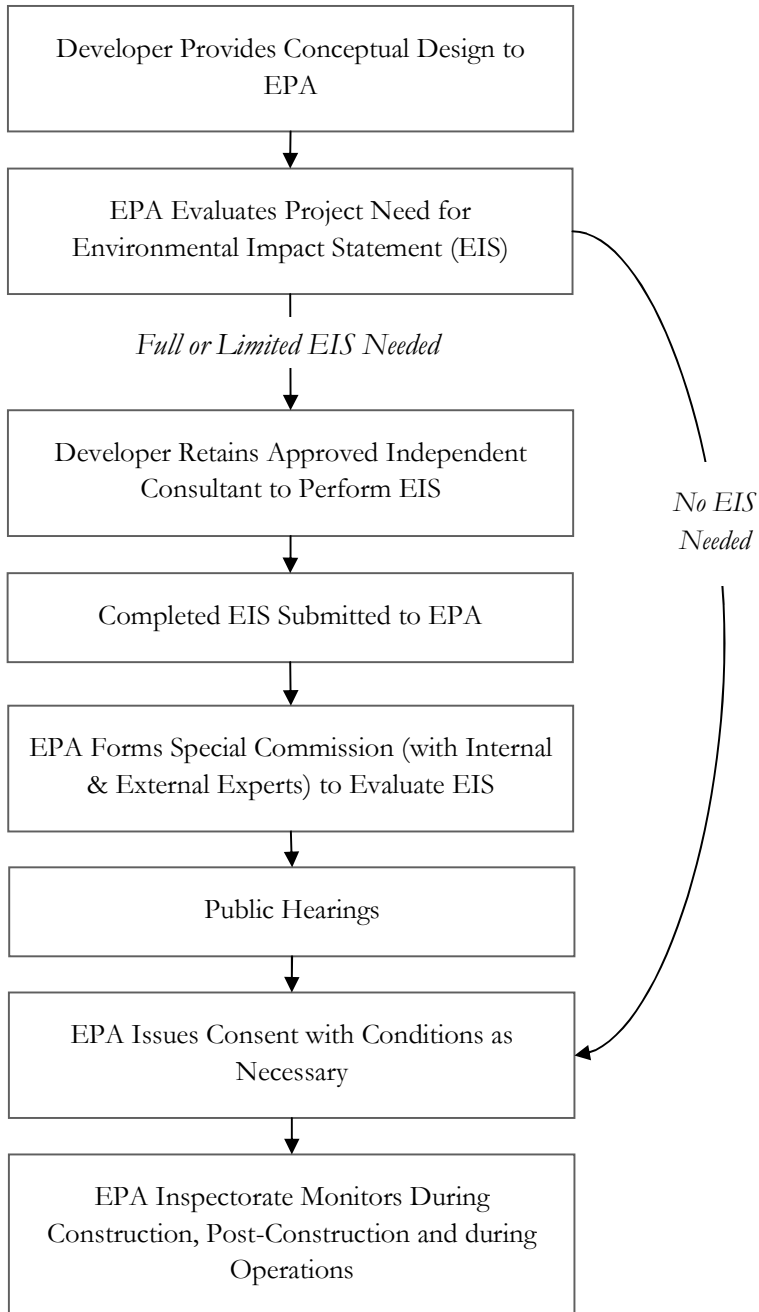 Developer Provides Conceptual Design to
EPA
EPA Evaluates Project Need for
Environmental Impact Statement (EIS)
Full or Limited EIS Needed
Developer Retains Approved Independent
Consultant to Perform EIS
No EIS
Needed
Completed EIS Submitted to EPA
EPA Forms Special Commission (with Internal
& External Experts) to Evaluate EIS
Public Hearings
EPA Issues Consent with Conditions as
Necessary
EPA Inspectorate Monitors During
Construction, Post-Construction and during
Operations